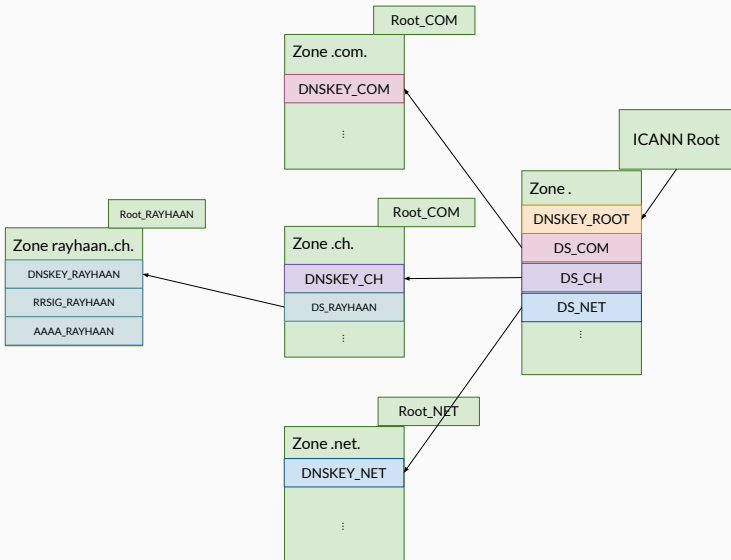 Root_COM
Zone .com.
DNSKEY_COM
⋮
ICANN Root
Zone .
DNSKEY_ROOT
DS_COM
DS_CH
DS_NET
⋮
Root_RAYHAAN
Zone rayhaan..ch.
DNSKEY_RAYHAAN
RRSIG_RAYHAAN
AAAA_RAYHAAN
Root_COM
Zone .ch.
DNSKEY_CH
DS_RAYHAAN
⋮
Root_NET
Zone .net.
DNSKEY_NET
⋮